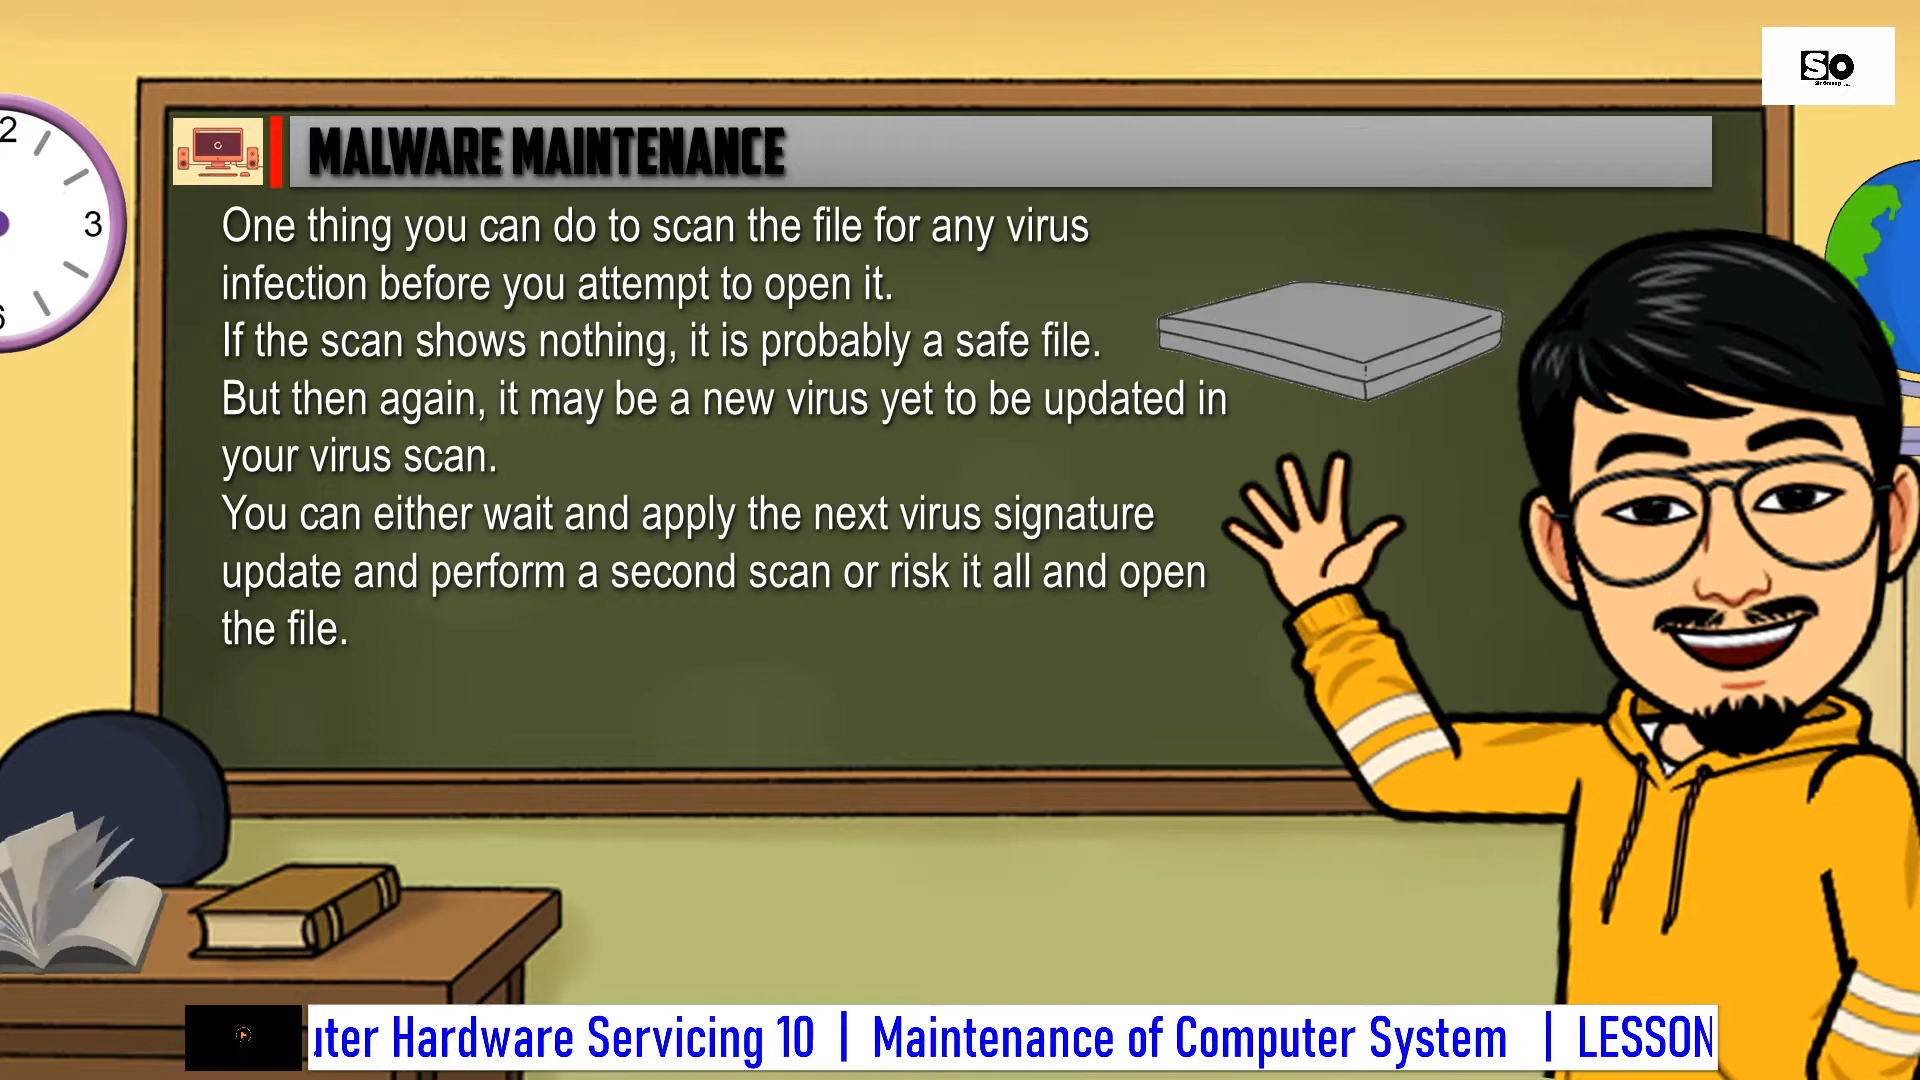 SO
MALWARE MAINTENANCE
2
3
6
One thing you can do to scan the file for any virus
infection before you attempt to open it.
If the scan shows nothing, it is probably a safe file.
But then again, it may be a new virus yet to be updated in
your virus scan.
You can either wait and apply the next virus signature
update and perform a second scan or risk it all and open
the file.
uter Hardware Servicing 10 | Maintenance of Computer System | LESSON